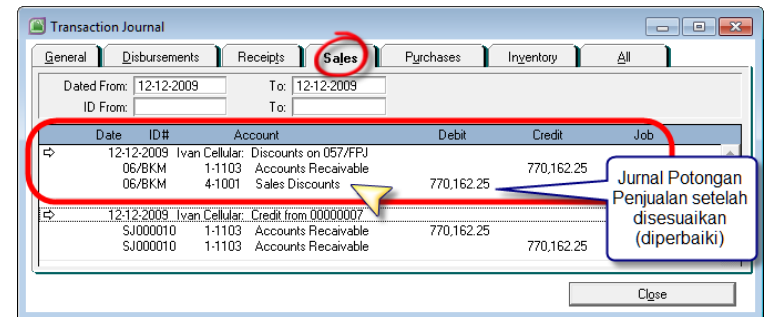 Transaction Journal
General Disbursements Receipts Sales Purchases Inventory All
Dated From: 12-12-2009 To: 12-12-2009
ID From: To:
Date ID# Account Debit Credit Job
12-12-2009 Ivan Cellular: Discounts on 057/FPJ
06/BKM 1-1103 Accounts Recaivable 770,162.25
06/BKM 4-1001 Sales Discounts 770,162.25
12-12-2009 Ivan Cellular: Credit from 00000007
SJ000010 1-1103 Accounts Recaivable 770,162.25
SJ000010 1-1103 Accounts Recaivable 770,162.25
Jurnal Potongan
Penjualan setelah
disesuaikan
(diperbaiki)
Close